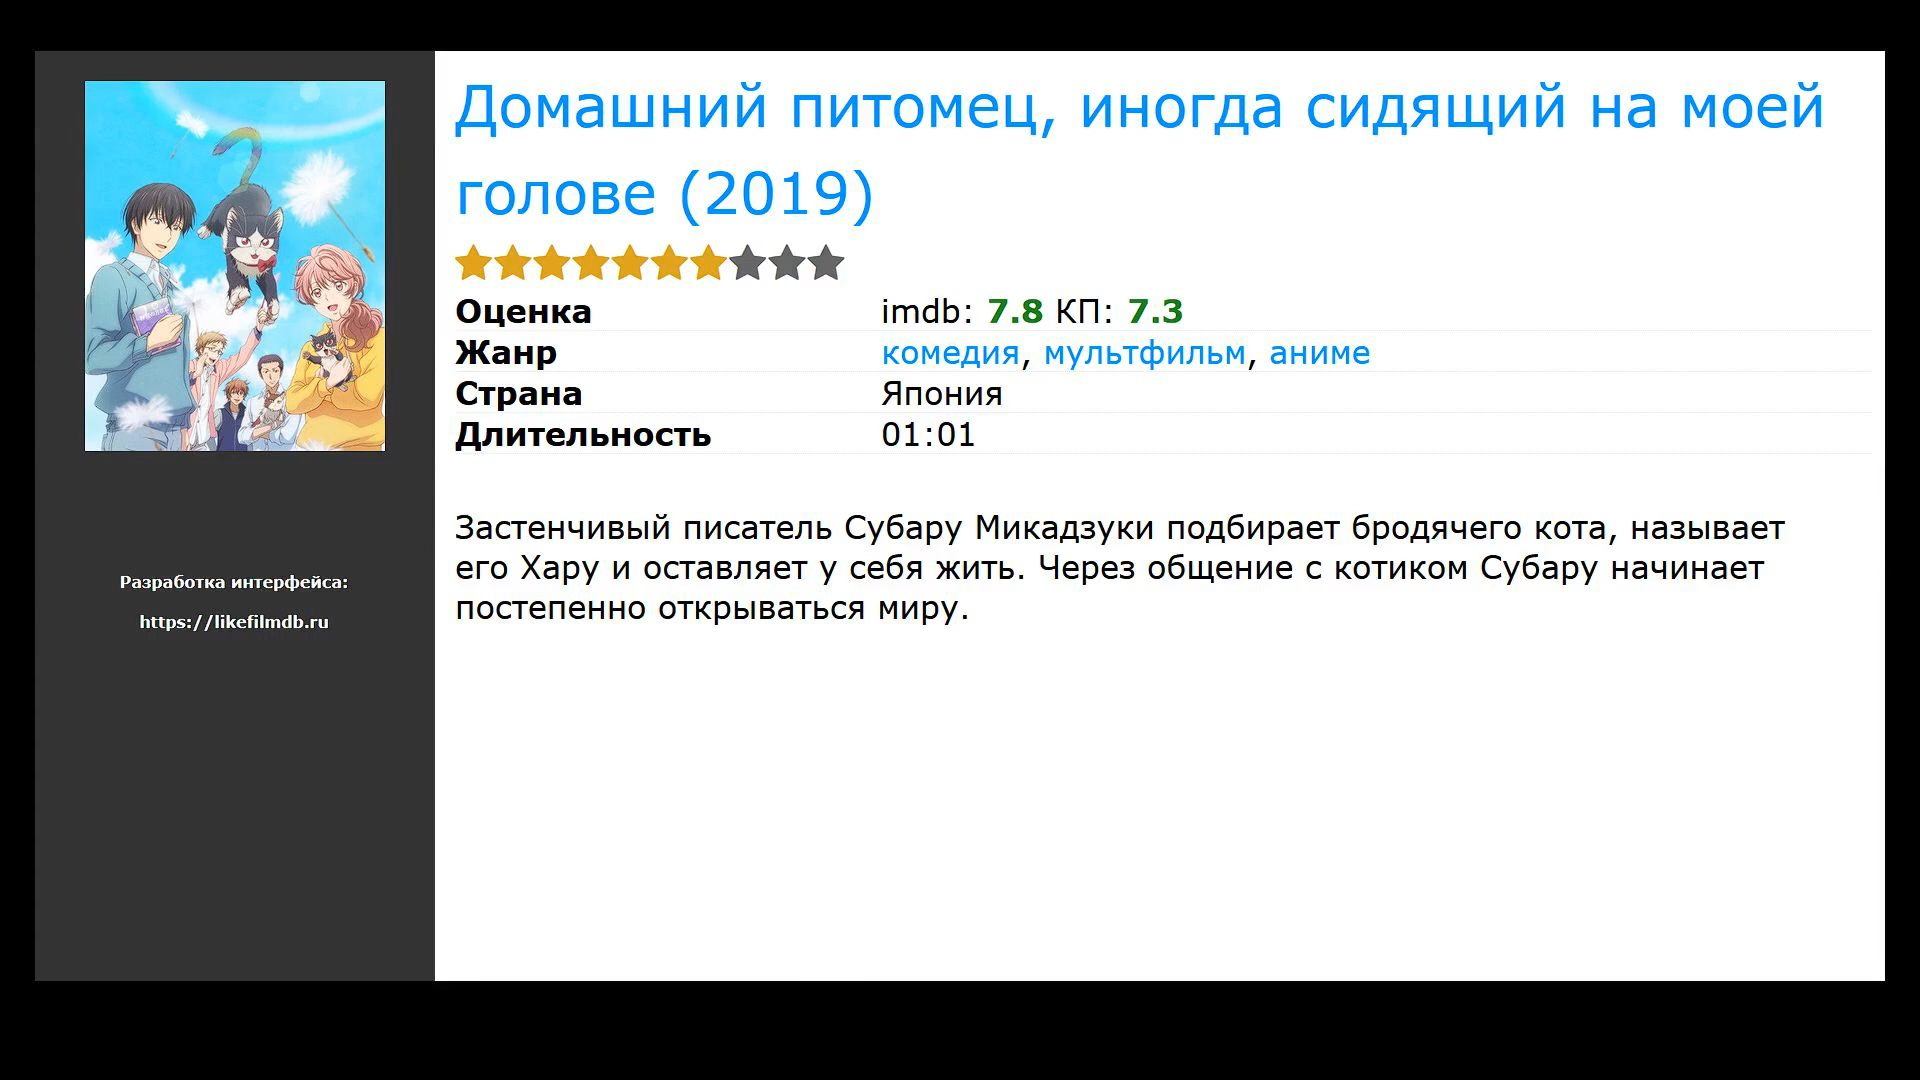 Домашний питомец, иногда сидящий на моей
голове (2019)
Оценка imdb: 7.8 КП: 7.3
Жанр комедия, мультфильм, аниме
Страна Япония
Длительность 01:01
Застенчивый писатель Субару Микадзуки подбирает бродячего кота, называет
его Хару и оставляет у себя жить. Через общение с котиком Субару начинает
постепенно открываться миру.
Разработка интерфейса:
https://likefilmdb.ru